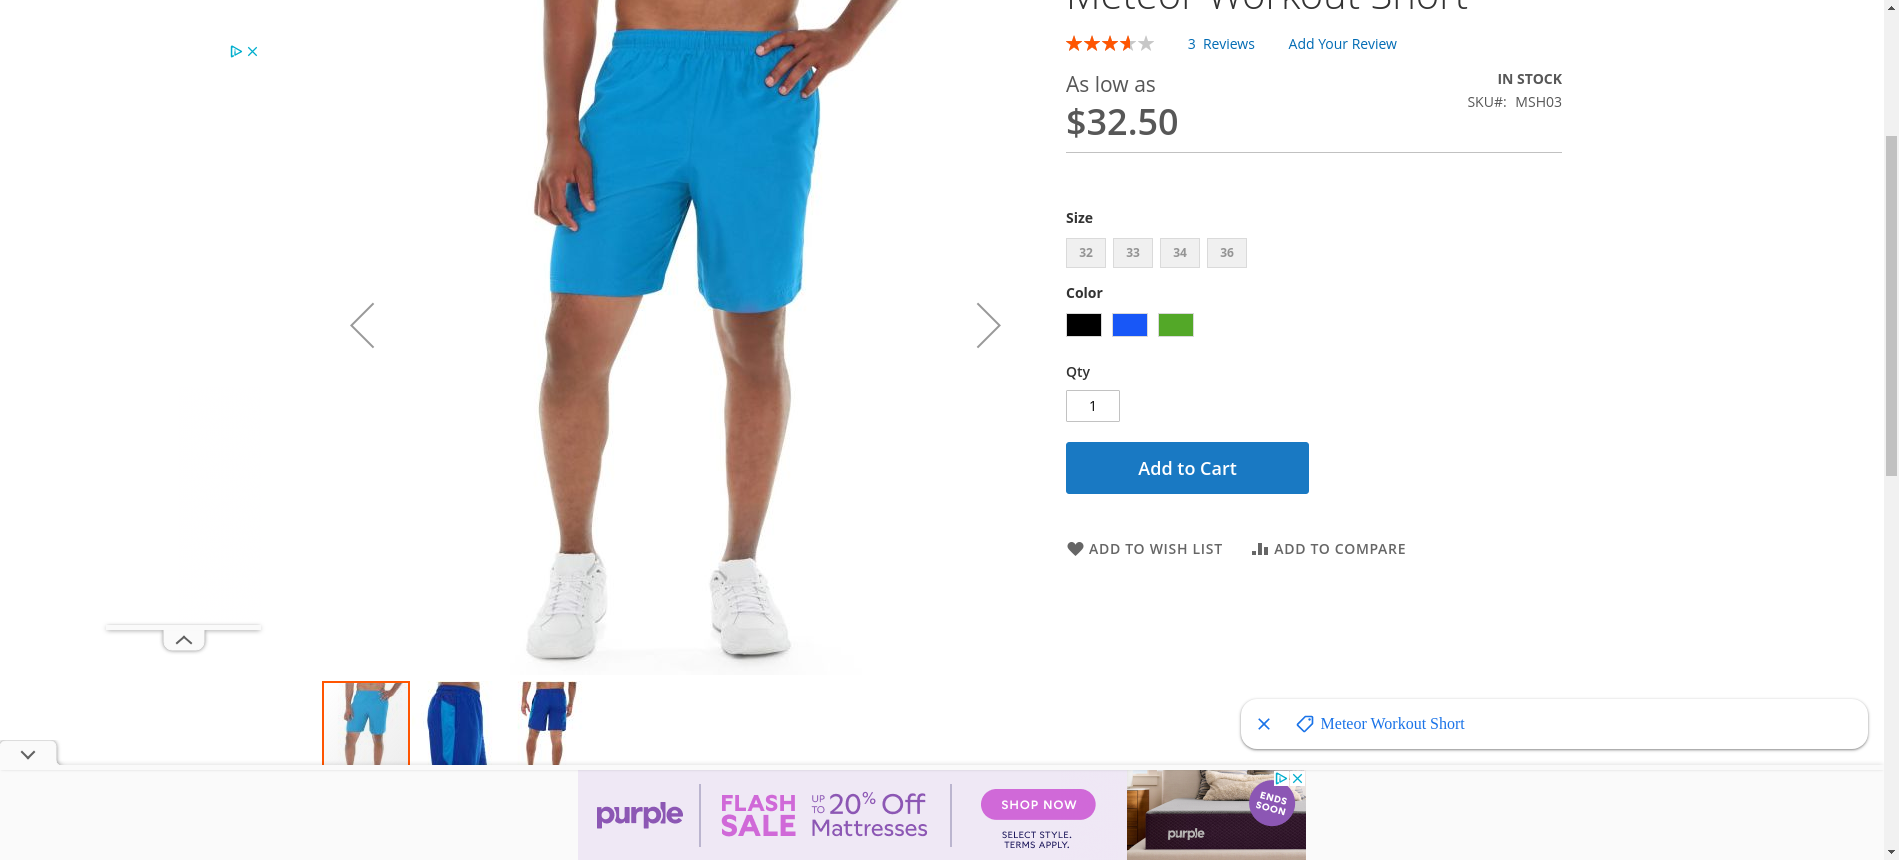 Meteor Workout Short
3 Reviews
Add Your Review
As low as
$32.50
IN STOCK
SKU#: MSH03
Size
32
33
34
36
Color
Qty
1
Add to Cart
ADD TO WISH LIST
ADD TO COMPARE
Meteor Workout Short
purple
FLASH SALE
UP TO 20% Off
Mattresses
SHOP NOW
SELECT STYLE.
TERMS APPLY.
ENDS SOON
purple